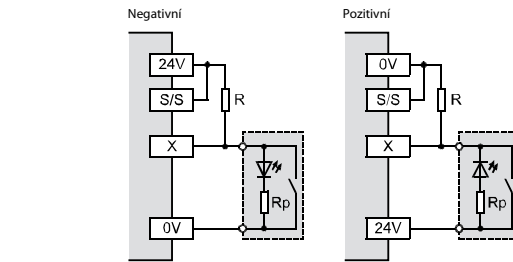 Negativní
24V
S/S
R
X
Rp
0V
Pozitivní
0V
S/S
R
X
Rp
24V